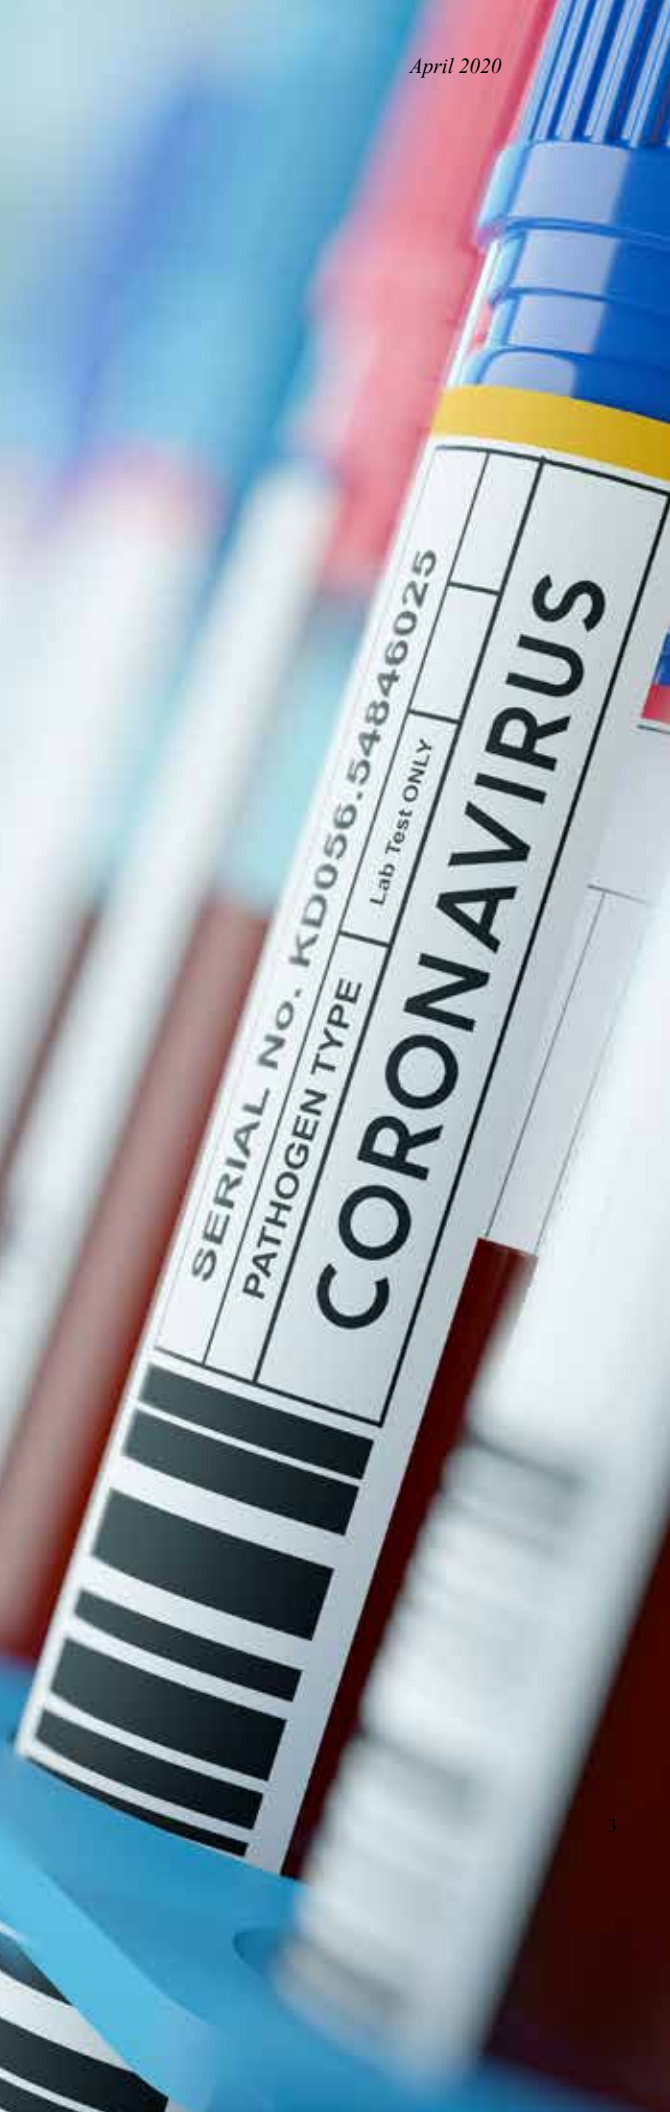 April 2020
SERIAL No. KD056.54846025
PATHOGEN TYPE
Lab Test ONLY
CORONAVIRUS
3